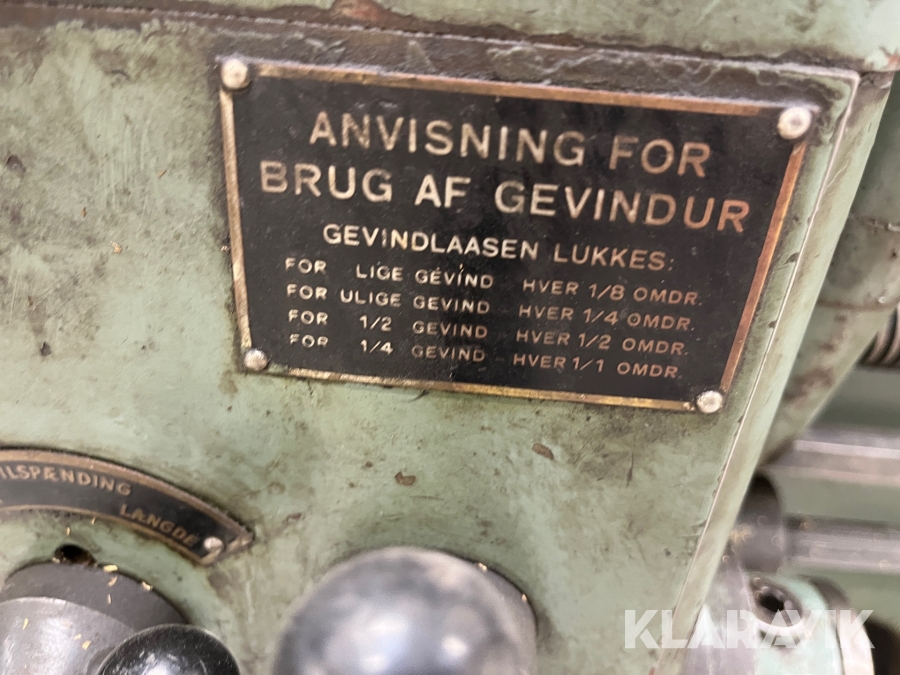 ANVISNING FOR
BRUG AF GEVINDUR
GEVINDLAASEN LUKKES:
FOR LIGE GEVIND HVER 1/8 OMDR.
FOR ULIGE GEVIND HVER 1/4 OMDR.
FOR 1/2 GEVIND HVER 1/2 OMDR.
FOR 1/4 GEVIND HVER 1/1 OMDR.
ILSPÆNDING
LÆNGDE
KLARAVIK